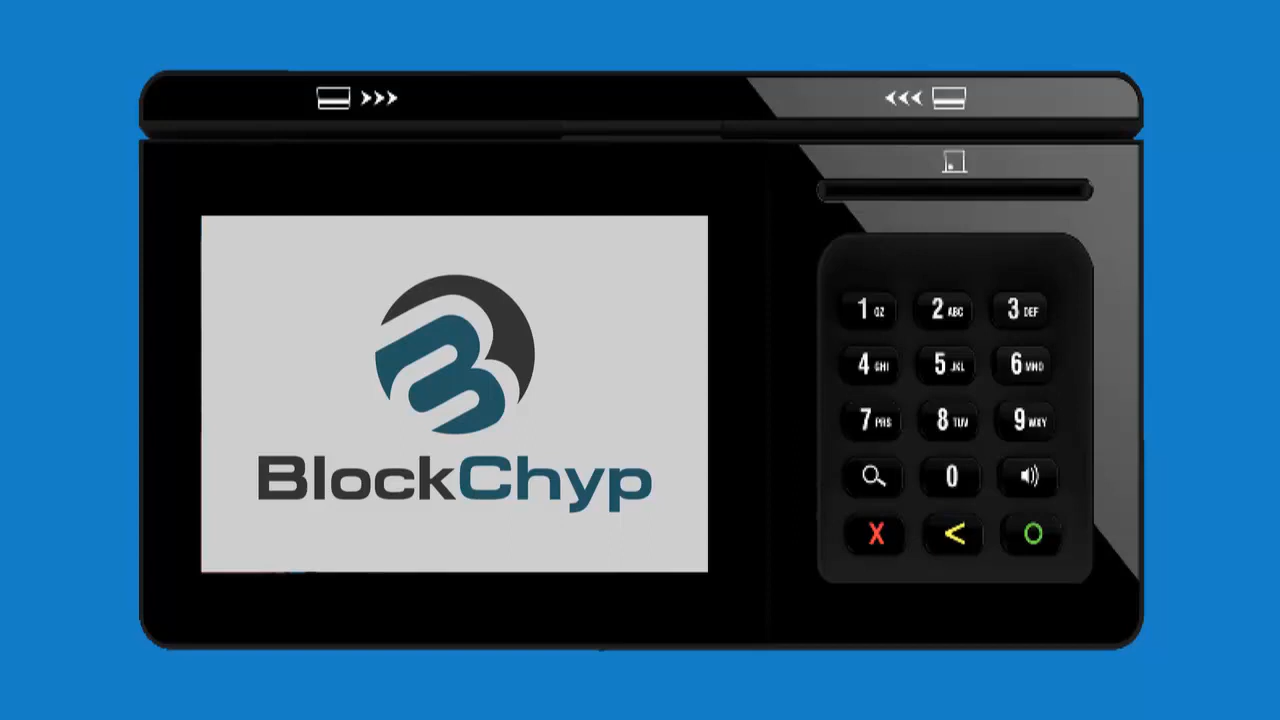 BlockChyp
1 QZ 2 ABC 3 DEF
4 GHI 5 JKL 6 MNO
7 PRS 8 TUV 9 WXY
0
X < O